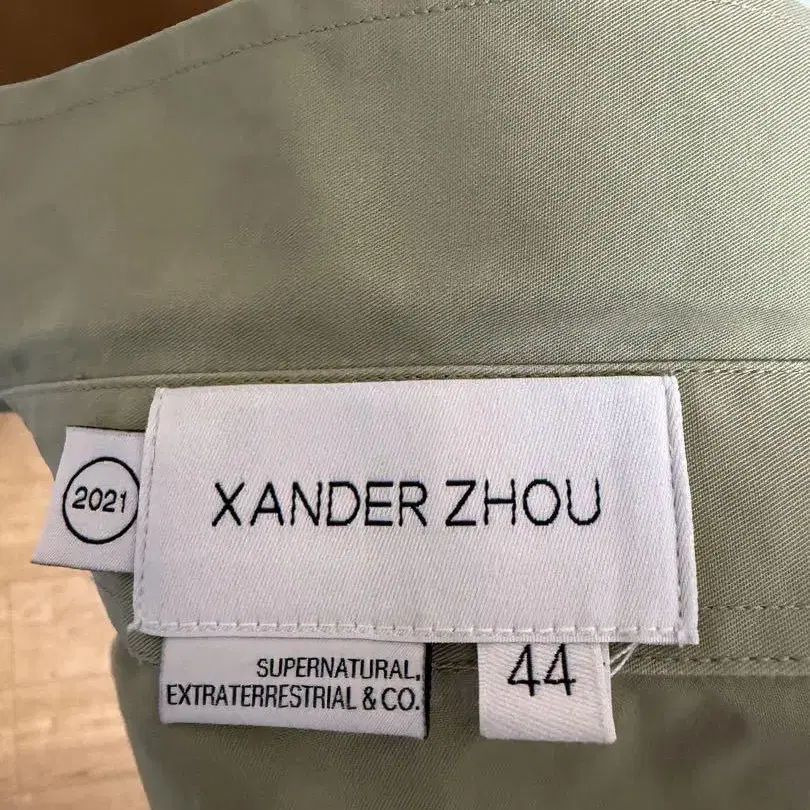 2021
XANDER ZHOU
SUPERNATURAL,
EXTRATERRESTRIAL & CO.
44